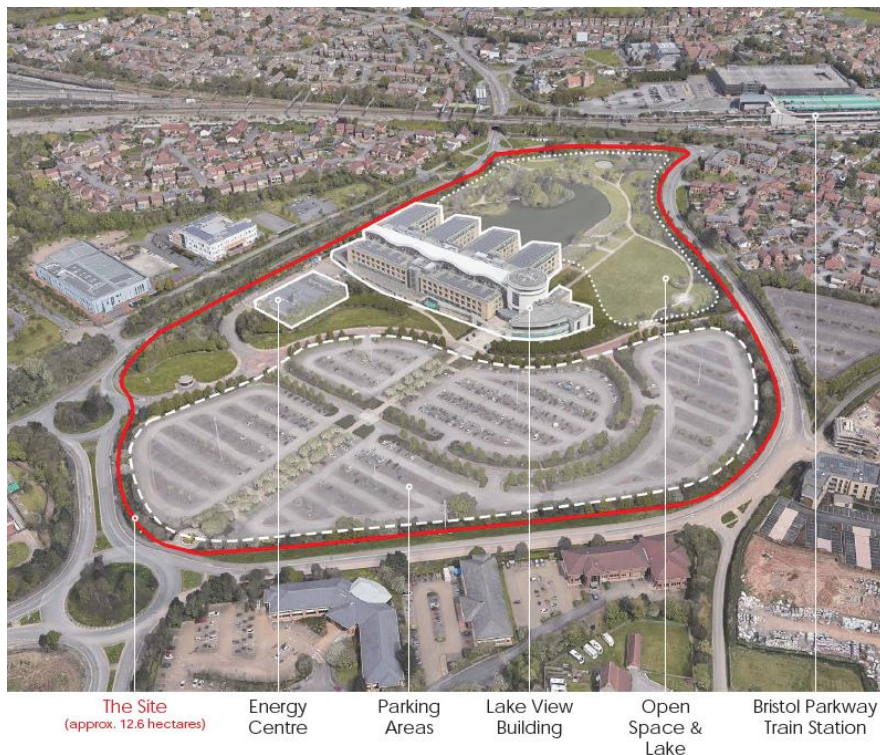 The Site
(approx. 12.6 hectares)
Energy
Centre
Parking
Areas
Lake View
Building
Open
Space &
Lake
Bristol Parkway
Train Station